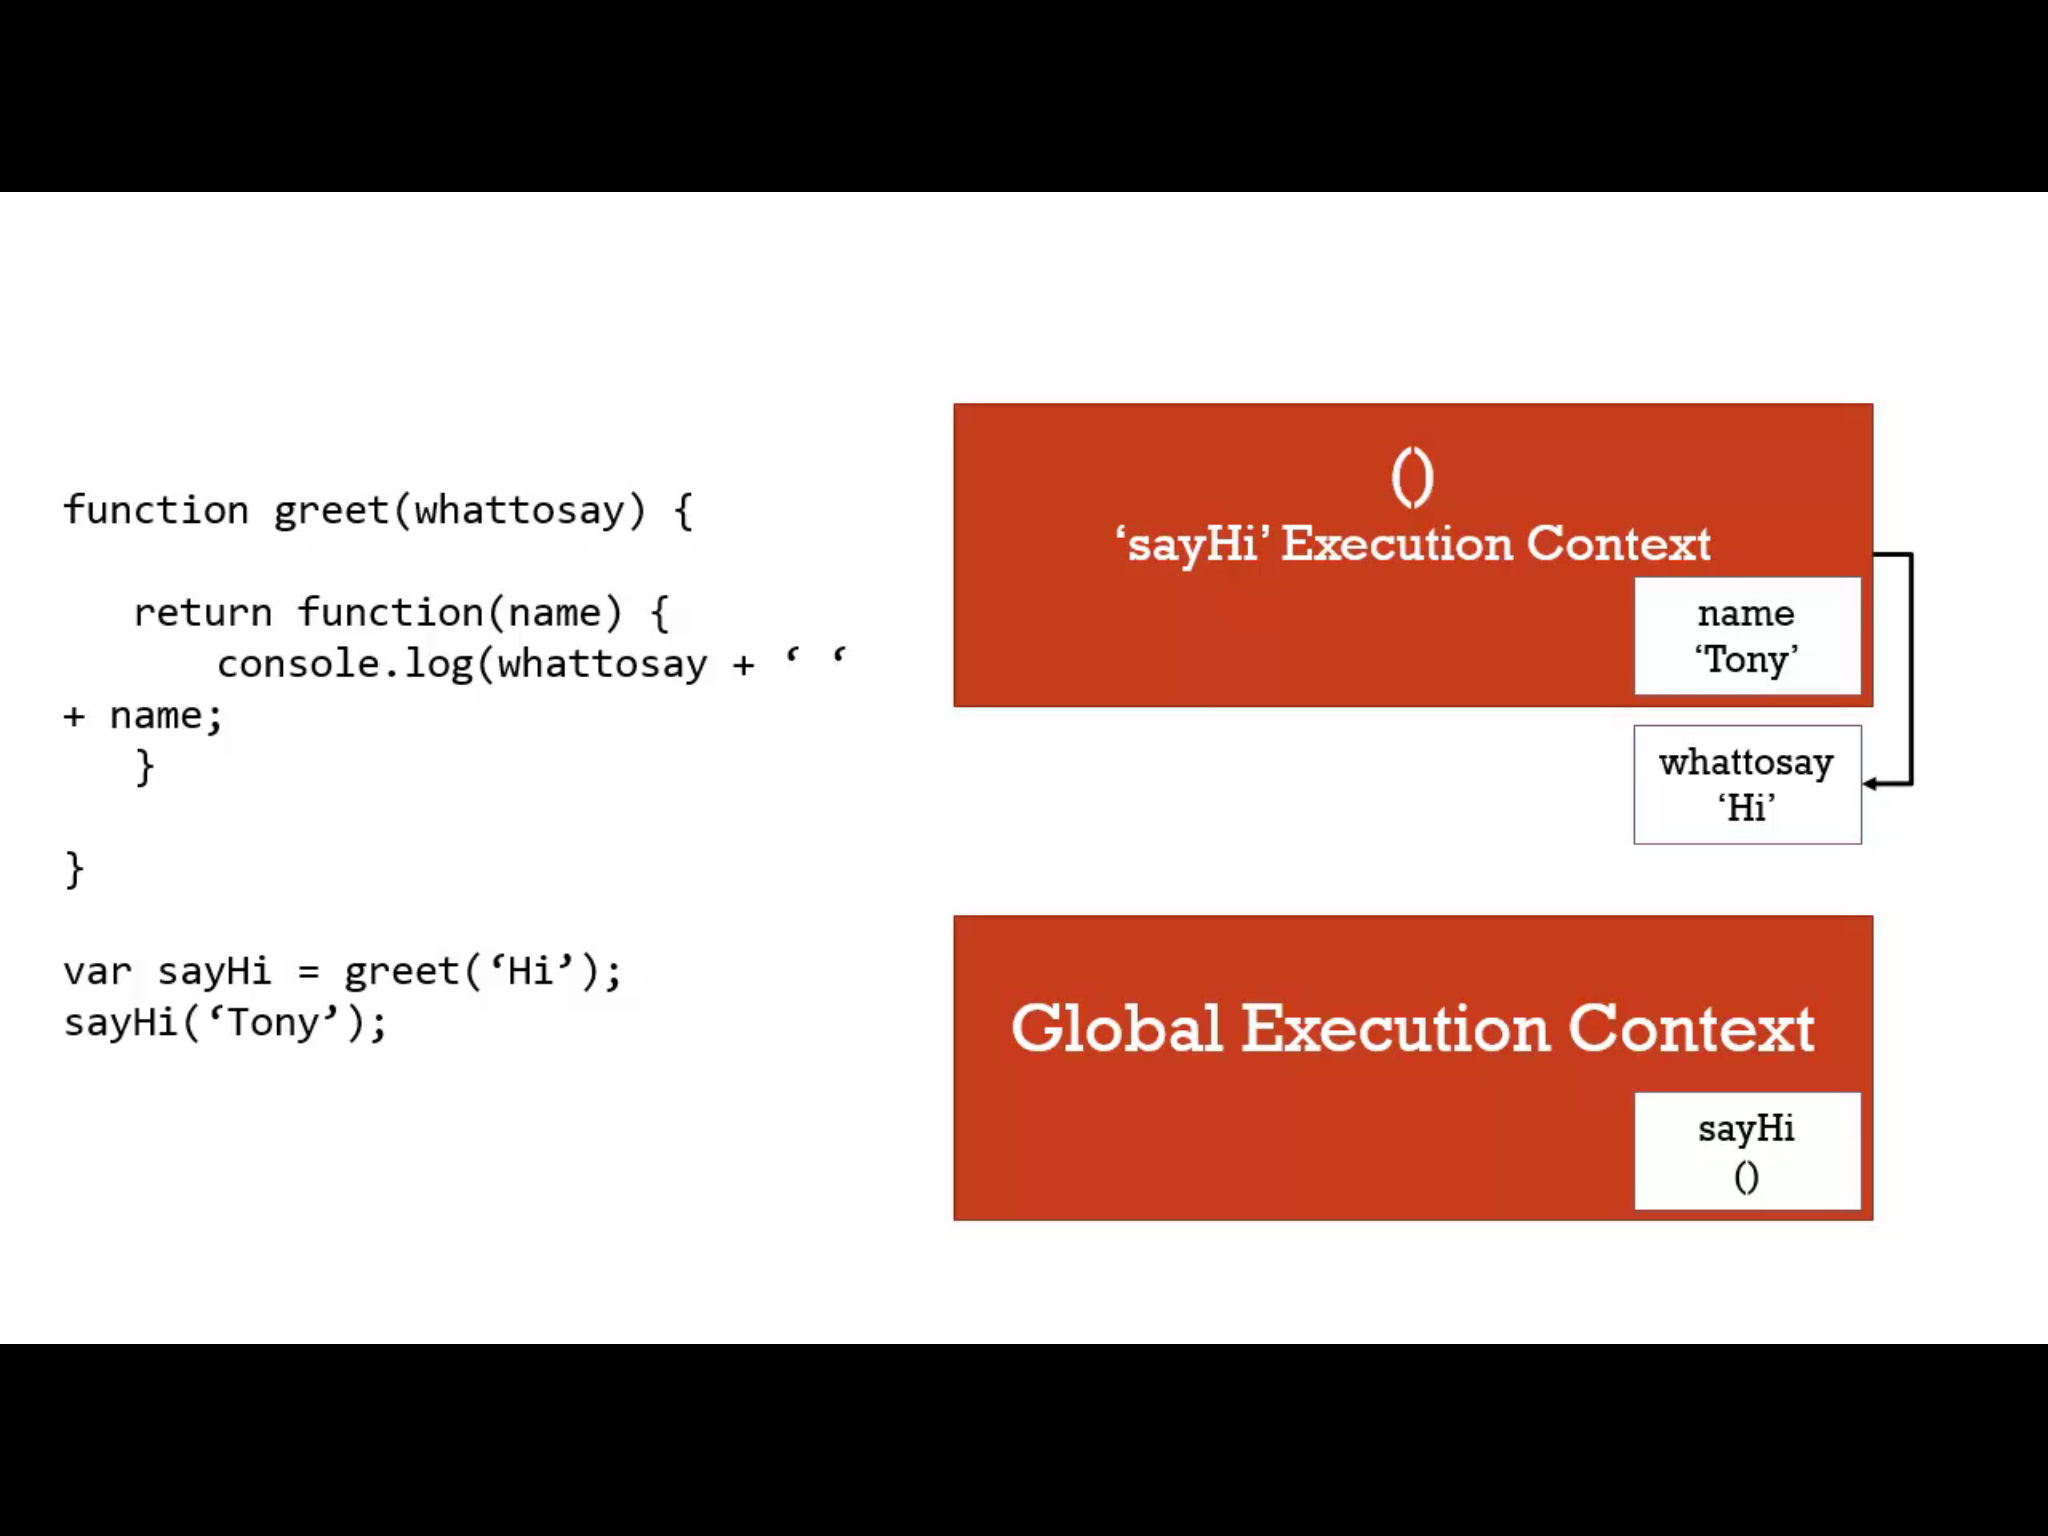 function greet(whattosay) {
return function(name) {
console.log(whattosay + ‘ ‘
+ name;
}
}
var sayHi = greet(‘Hi’);
sayHi(‘Tony’);
()
‘sayHi’ Execution Context
name
‘Tony’
whattosay
‘Hi’
Global Execution Context
sayHi
()